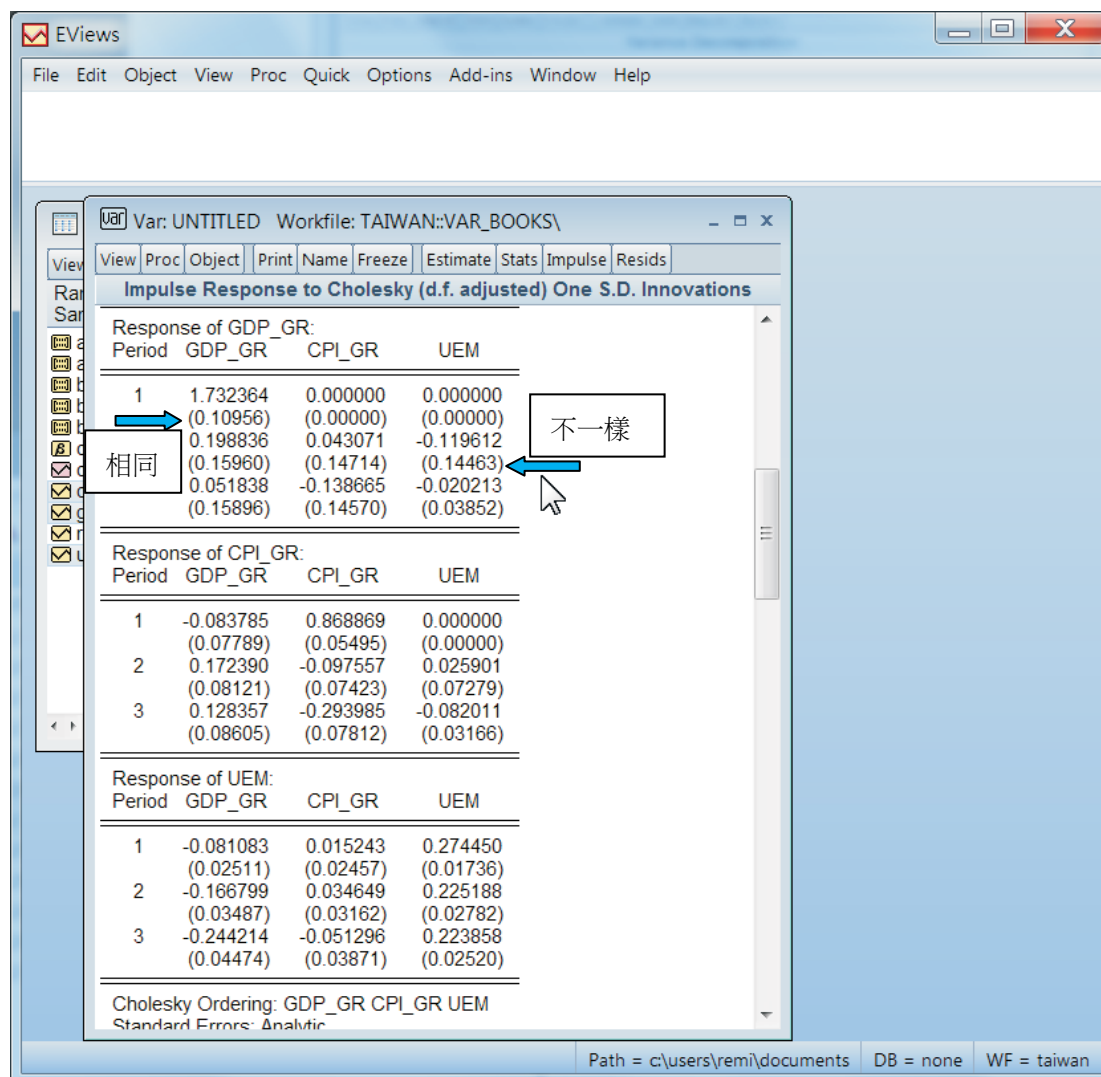 EViews
File Edit Object View Proc Quick Options Add-ins Window Help
Var: UNTITLED Workfile: TAIWAN::VAR_BOOKS\
View Proc Object Print Name Freeze Estimate Stats Impulse Resids
Impulse Response to Cholesky (d.f. adjusted) One S.D. Innovations
Response of GDP_GR:
Period GDP_GR CPI_GR UEM
1 1.732364 0.000000 0.000000
(0.10956) (0.00000) (0.00000)
不一樣
0.198836 0.043071 -0.119612
相同
(0.15960) (0.14714) (0.14463)
0.051838 -0.138665 -0.020213
(0.15896) (0.14570) (0.03852)
Response of CPI_GR:
Period GDP_GR CPI_GR UEM
1 -0.083785 0.868869 0.000000
(0.07789) (0.05495) (0.00000)
2 0.172390 -0.097557 0.025901
(0.08121) (0.07423) (0.07279)
3 0.128357 -0.293985 -0.082011
(0.08605) (0.07812) (0.03166)
Response of UEM:
Period GDP_GR CPI_GR UEM
1 -0.081083 0.015243 0.274450
(0.02511) (0.02457) (0.01736)
2 -0.166799 0.034649 0.225188
(0.03487) (0.03162) (0.02782)
3 -0.244214 -0.051296 0.223858
(0.04474) (0.03871) (0.02520)
Cholesky Ordering: GDP_GR CPI_GR UEM
Standard Errors: Analytic
Path = c:\users\remi\documents DB = none WF = taiwan